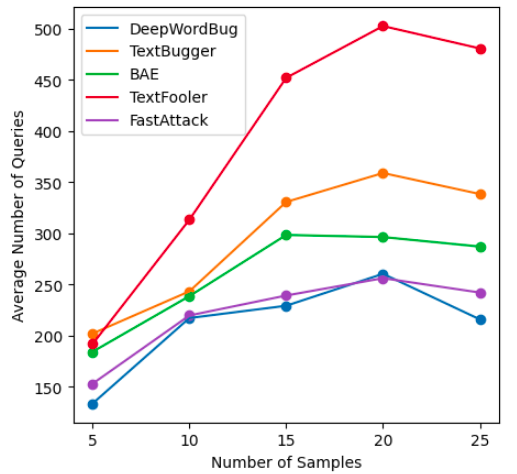 500
450
400
350
300
250
200
150
Average Number of Queries
DeepWordBug
TextBugger
BAE
TextFooler
FastAttack
5
10
15
20
25
Number of Samples